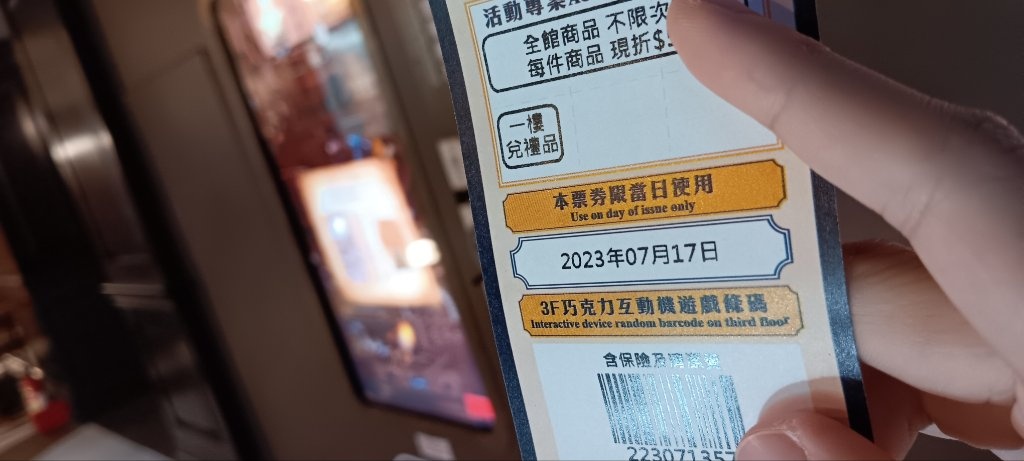 活動專案
全館商品 不限次
每件商品 現折$
一樓
兌禮品
本票券限當日使用
Use on day of issue only
2023年07月17日
3F巧克力互動機遊戲條碼
Interactive device random barcode on third floor
含保險及
223071357